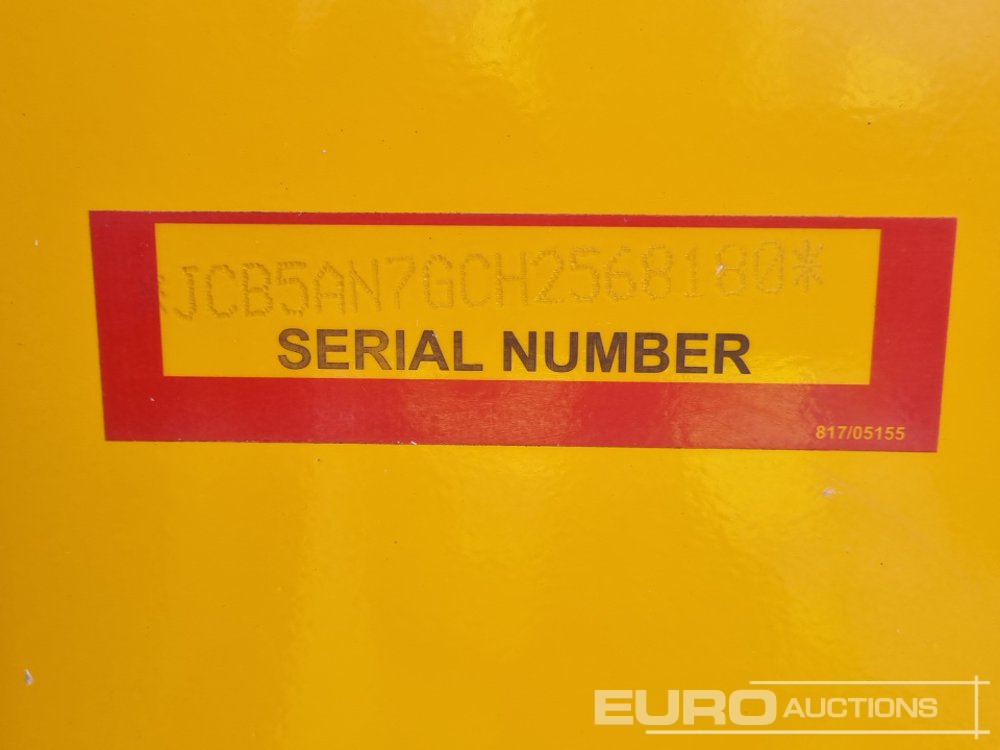 *JCB5AN7GCH2568180*
SERIAL NUMBER
817/05155
EURO AUCTIONS